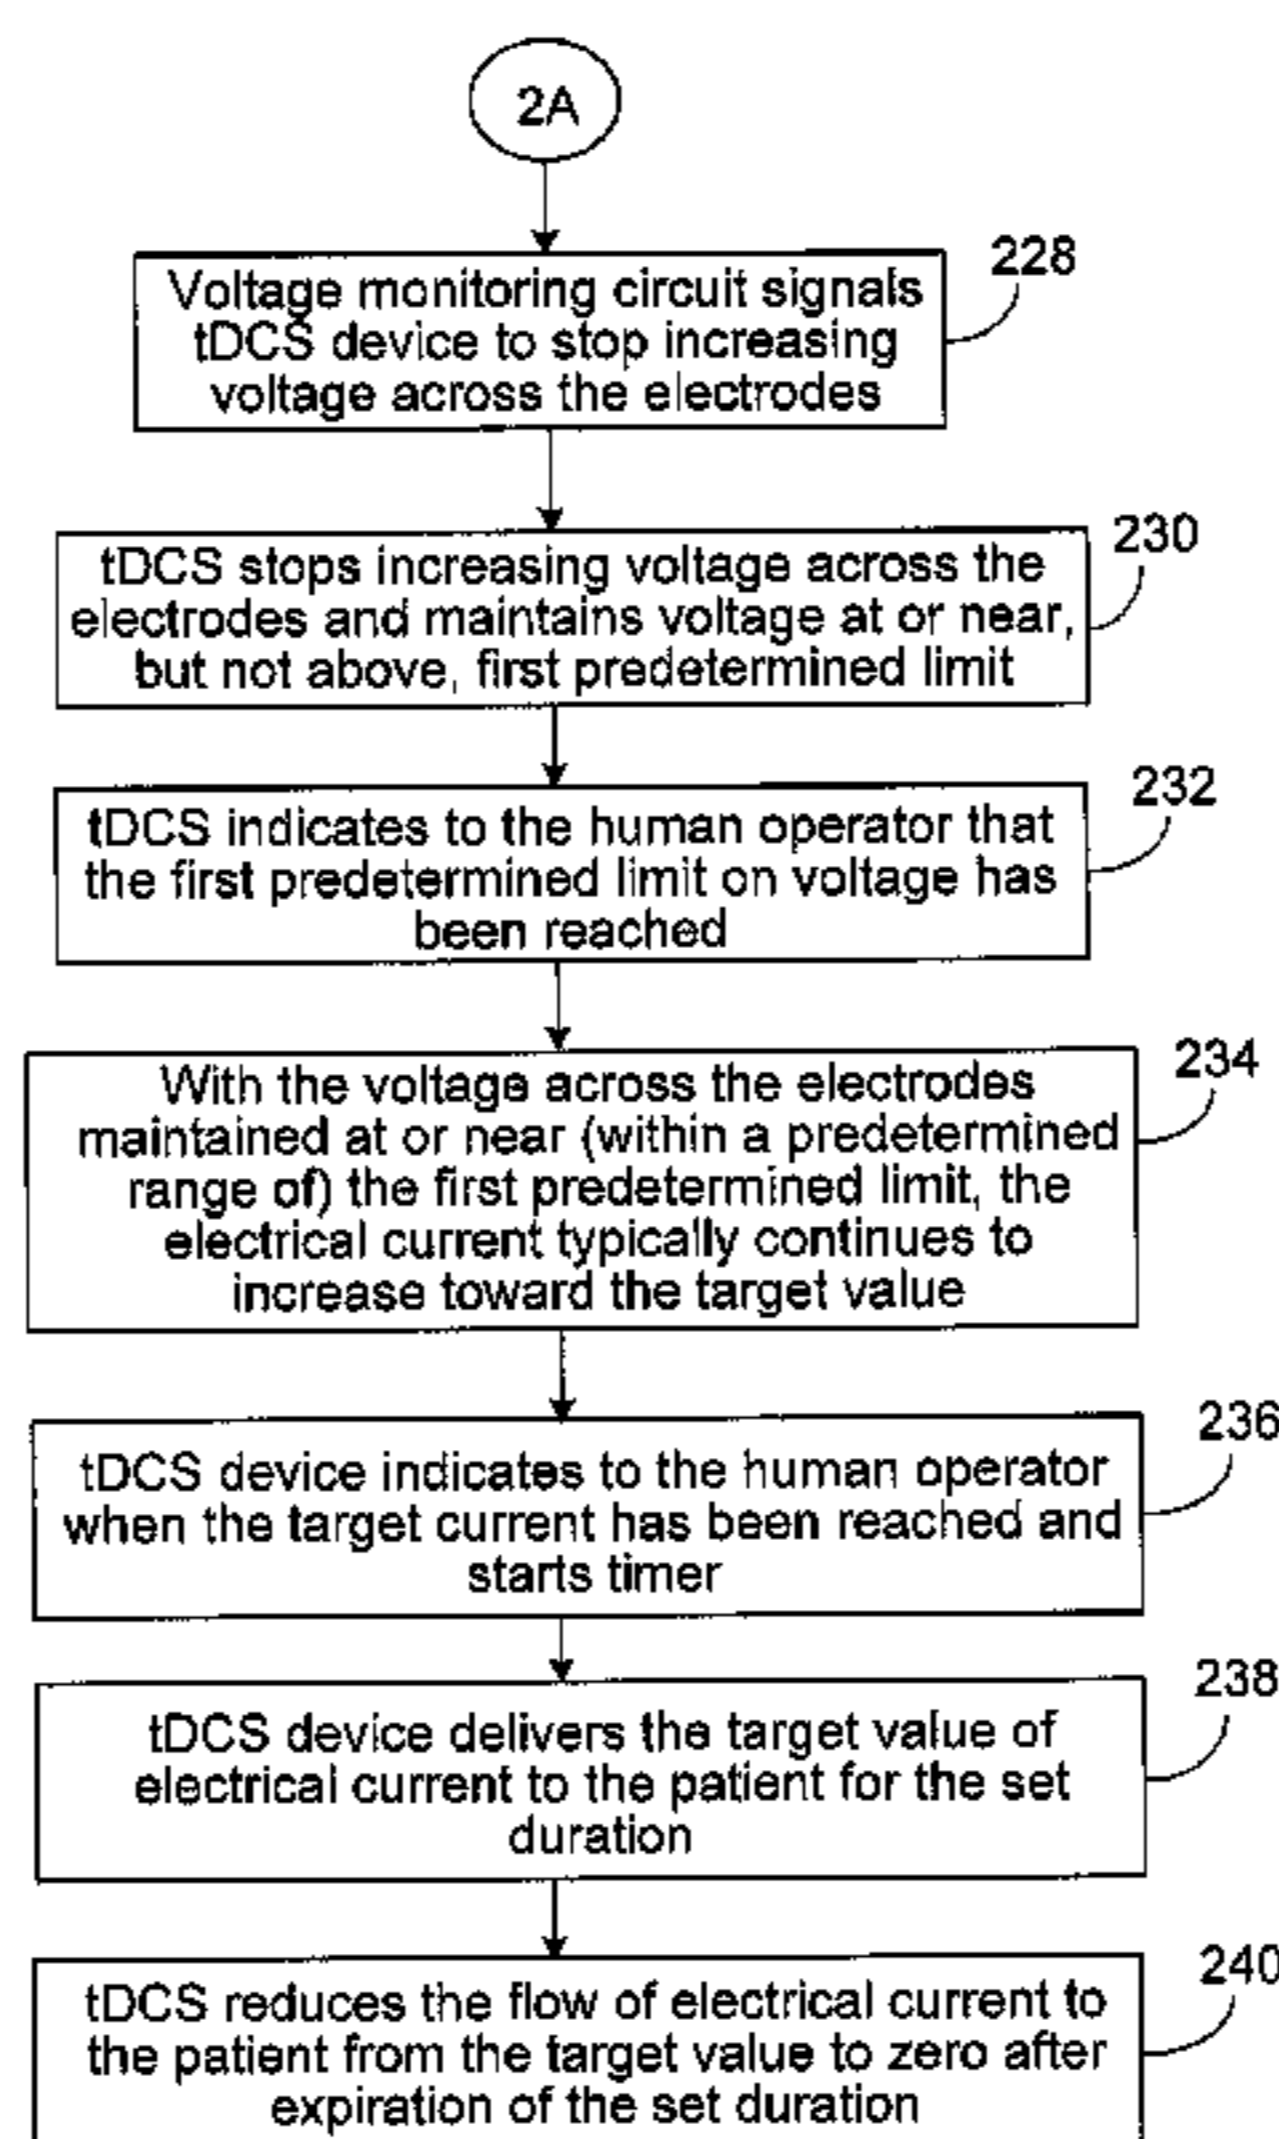 2A
228
Voltage monitoring circuit signals
tDCS device to stop increasing
voltage across the electrodes
230
tDCS stops increasing voltage across the
electrodes and maintains voltage at or near,
but not above, first predetermined limit
232
tDCS indicates to the human operator that
the first predetermined limit on voltage has
been reached
234
With the voltage across the electrodes
maintained at or near (within a predetermined
range of) the first predetermined limit, the
electrical current typically continues to
increase toward the target value
236
tDCS device indicates to the human operator
when the target current has been reached and
starts timer
238
tDCS device delivers the target value of
electrical current to the patient for the set
duration
240
tDCS reduces the flow of electrical current to
the patient from the target value to zero after
expiration of the set duration